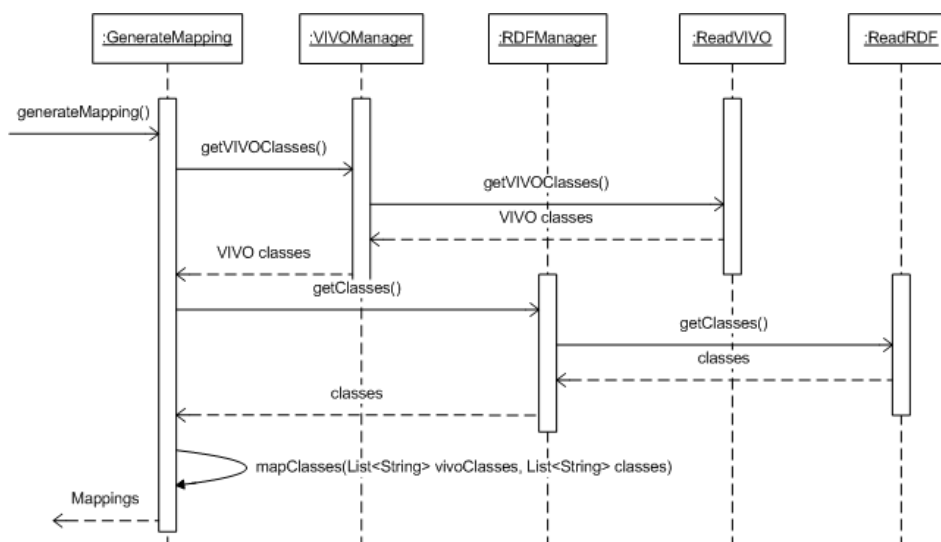 :GenerateMapping
:VIVOManager
:RDFManager
:ReadVIVO
:ReadRDF
generateMapping()
getVIVOClasses()
getVIVOClasses()
VIVO classes
VIVO classes
getClasses()
getClasses()
classes
classes
mapClasses(List<String> vivoClasses, List<String> classes)
Mappings